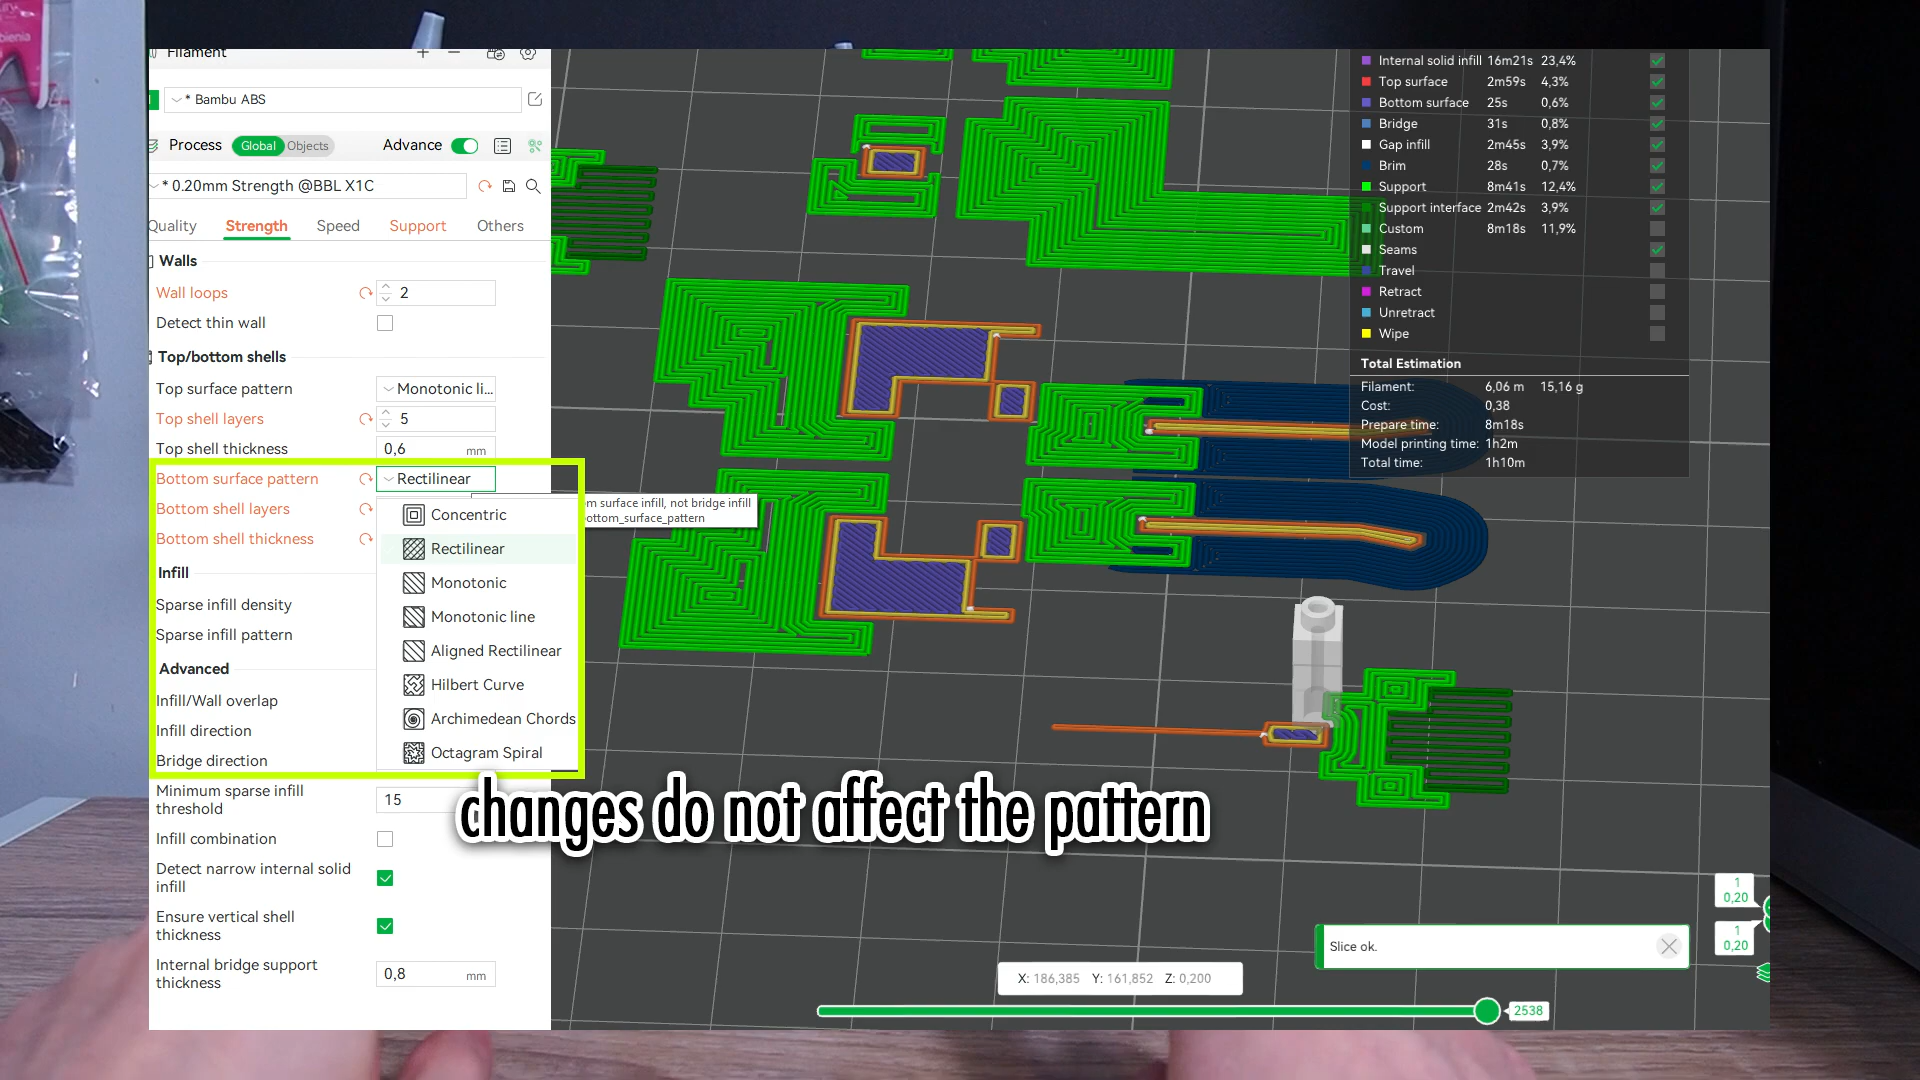 bienia
Filament
* Bambu ABS
Process Global Objects Advance
* 0.20mm Strength @BBL X1C
Quality Strength Speed Support Others
Walls
Wall loops 2
Detect thin wall
Top/bottom shells
Top surface pattern Monotonic li...
Top shell layers 5
Top shell thickness 0,6 mm
Bottom surface pattern Rectilinear
Bottom shell layers
Bottom shell thickness
Infill
Sparse infill density
Sparse infill pattern
Advanced
Infill/Wall overlap
Infill direction
Bridge direction
Concentric
Rectilinear
Monotonic
Monotonic line
Aligned Rectilinear
Hilbert Curve
Archimedean Chords
Octagram Spiral
m surface infill, not bridge infill
ottom_surface_pattern
Minimum sparse infill
threshold 15
Infill combination
Detect narrow internal solid
infill
Ensure vertical shell
thickness
Internal bridge support
thickness 0,8 mm
Internal solid infill 16m21s 23,4%
Top surface 2m59s 4,3%
Bottom surface 25s 0,6%
Bridge 31s 0,8%
Gap infill 2m45s 3,9%
Brim 28s 0,7%
Support 8m41s 12,4%
Support interface 2m42s 3,9%
Custom 8m18s 11,9%
Seams
Travel
Retract
Unretract
Wipe
Total Estimation
Filament: 6,06 m 15,16 g
Cost: 0,38
Prepare time: 8m18s
Model printing time: 1h2m
Total time: 1h10m
changes do not affect the pattern
1
0,20
1
0,20
Slice ok.
X: 186,385 Y: 161,852 Z: 0,200
2538